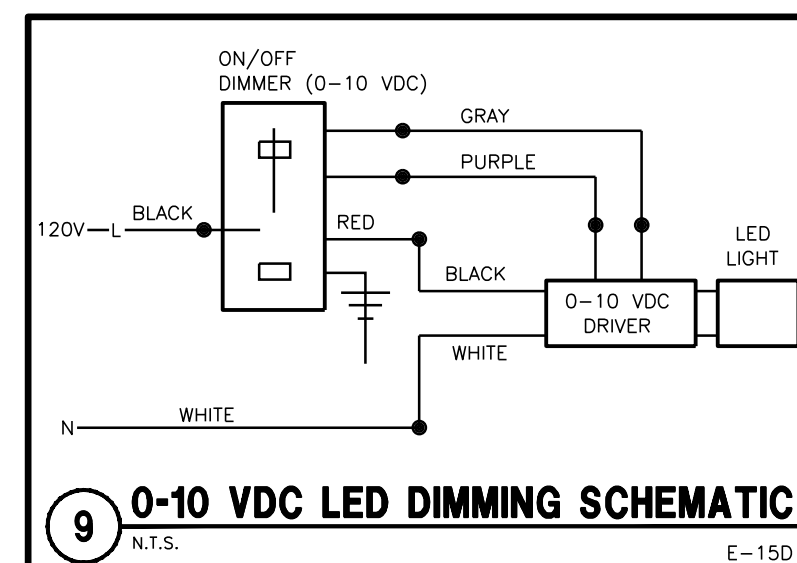 ON/OFF
DIMMER (0-10 VDC)
GRAY
PURPLE
BLACK
120V L
RED
LED
LIGHT
BLACK
0-10 VDC
DRIVER
WHITE
WHITE
N
9
0-10 VDC LED DIMMING SCHEMATIC
N.T.S.
E-15D